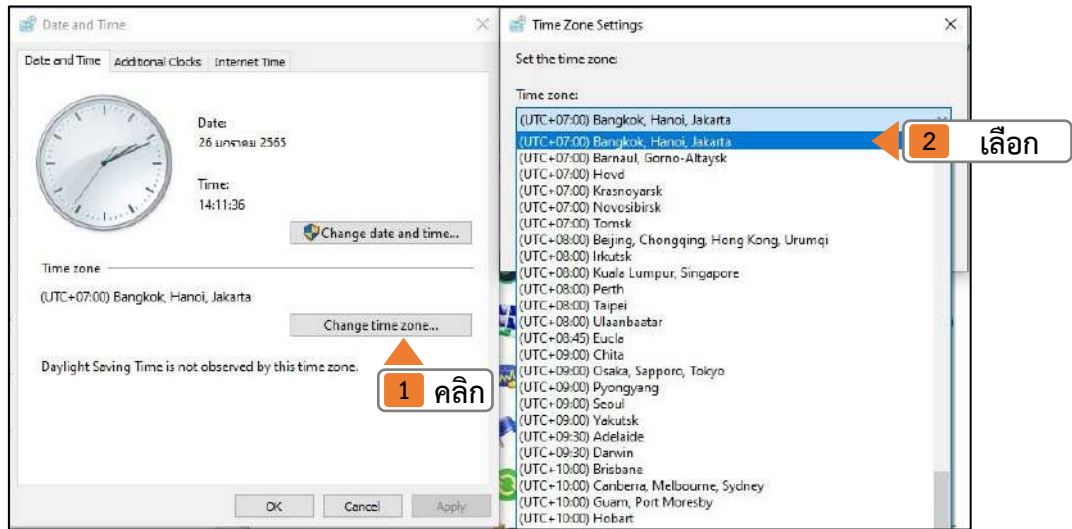 Date and Time
Date and Time
Additional Clocks
Internet Time
Date:
26 มกราคม 2565
Time:
14:11:36
Change date and time...
Time zone
(UTC+07:00) Bangkok, Hanoi, Jakarta
Change time zone...
Daylight Saving Time is not observed by this time zone.
1 คลิก
OK
Cancel
Apply
Time Zone Settings
Set the time zone:
Time zone:
(UTC+07:00) Bangkok, Hanoi, Jakarta
(UTC+07:00) Bangkok, Hanoi, Jakarta
2 เลือก
(UTC+07:00) Barnaul, Gorno-Altaysk
(UTC+07:00) Hovd
(UTC+07:00) Krasnoyarsk
(UTC+07:00) Novosibirsk
(UTC+07:00) Tomsk
(UTC+08:00) Beijing, Chongqing, Hong Kong, Urumqi
(UTC+08:00) Irkutsk
(UTC+08:00) Kuala Lumpur, Singapore
(UTC+08:00) Perth
(UTC+08:00) Taipei
(UTC+08:00) Ulaanbaatar
(UTC+08:45) Eucla
(UTC+09:00) Chita
(UTC+09:00) Osaka, Sapporo, Tokyo
(UTC+09:00) Pyongyang
(UTC+09:00) Seoul
(UTC+09:00) Yakutsk
(UTC+09:30) Adelaide
(UTC+09:30) Darwin
(UTC+10:00) Brisbane
(UTC+10:00) Canberra, Melbourne, Sydney
(UTC+10:00) Guam, Port Moresby
(UTC+10:00) Hobart